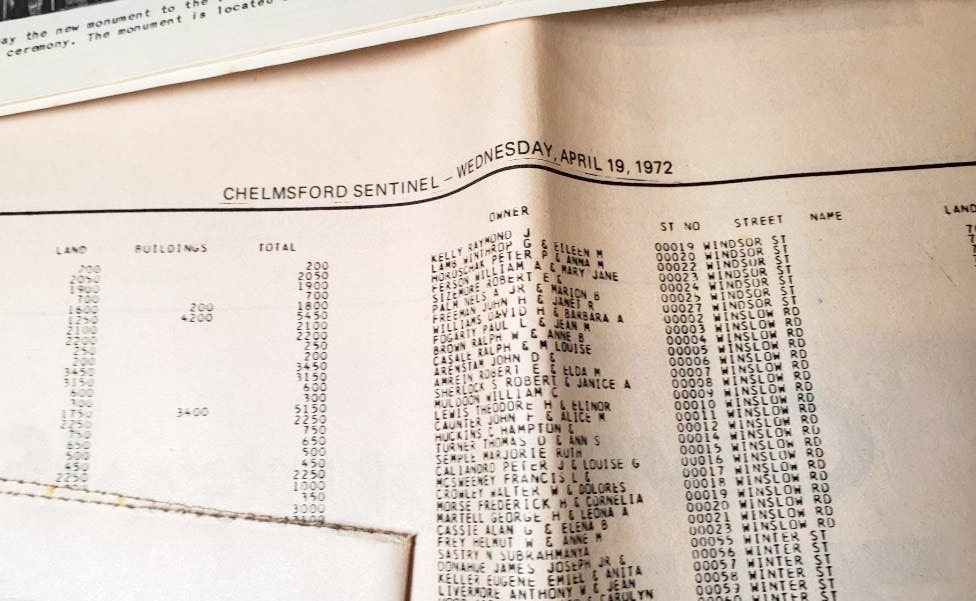 ay the new monument to the
ceremony. The monument is located
CHELMSFORD SENTINEL – WEDNESDAY, APRIL 19, 1972
LAND BUILDINGS TOTAL
200 200
2050 2050
1900 1900
700 700
1600 200 1800
1250 4200 5450
2100 2100
2200 2200
250 250
200 200
3450 3450
3150 3150
600 600
300 300
1750 3400 5150
2250 2250
750 750
650 650
500 500
450 450
2250 2250
1000
350
3000
OWNER
KELLY RAYMOND J
LAMB WINTHROP G & EILEEN M
HORUSCHAK PETER P & ANNA M
FERSON WILLIAM A & MARY JANE
SIZEMORE ROBERT E &
PALM NELS A JR & MARION B
FREEMAN JOHN H & JANET R
WILLIAMS DAVID H & BARBARA A
FOGARTY PAUL L & JEAN M
BROWN RALPH W & ANNE B
CASALE RALPH & M LOUISE
ARENSTAM JOHN D &
AMREIN ROBERT E & ELDA M
SHERLOCK S ROBERT & JANICE A
MULDOON WILLIAM C
LEWIS THEODORE H & ELINOR
CAUNTER JOHN F & ALICE M
HUCKINS C HAMPTON &
TURNER THOMAS D & ANN S
SEMPLE MARJORIE RUTH
CALIANDRO PETER J & LOUISE G
MCSWEENEY FRANCIS L &
CROWLEY WALTER W & DOLORES
MORSE FREDERICK H & CORNELIA
MARTELL GEORGE H & LEONA A
CASSIE ALAN G & ELENA B
FREY HELMUT W & ANNE M
SASTRY N SUBRAHMANYA
DONAHUE JAMES JOSEPH JR &
KELLER EUGENE EMIEL & ANITA
LIVERMORE ANTHONY W & JEAN
& CAROLYN
ST NO STREET NAME
00019 WINDSOR ST
00020 WINDSOR ST
00022 WINDSOR ST
00023 WINDSOR ST
00024 WINDSOR ST
00025 WINDSOR ST
00027 WINDSOR ST
00002 WINSLOW RD
00003 WINSLOW RD
00004 WINSLOW RD
00005 WINSLOW RD
00006 WINSLOW RD
00007 WINSLOW RD
00008 WINSLOW RD
00009 WINSLOW RD
00010 WINSLOW RD
00011 WINSLOW RD
00012 WINSLOW RD
00014 WINSLOW RD
00015 WINSLOW RD
00016 WINSLOW RD
00017 WINSLOW RD
00018 WINSLOW RD
00019 WINSLOW RD
00020 WINSLOW RD
00021 WINSLOW RD
00023 WINSLOW RD
00055 WINTER ST
00056 WINTER ST
00057 WINTER ST
00058 WINTER ST
00059 WINTER ST
00060 WINTER ST
LAND